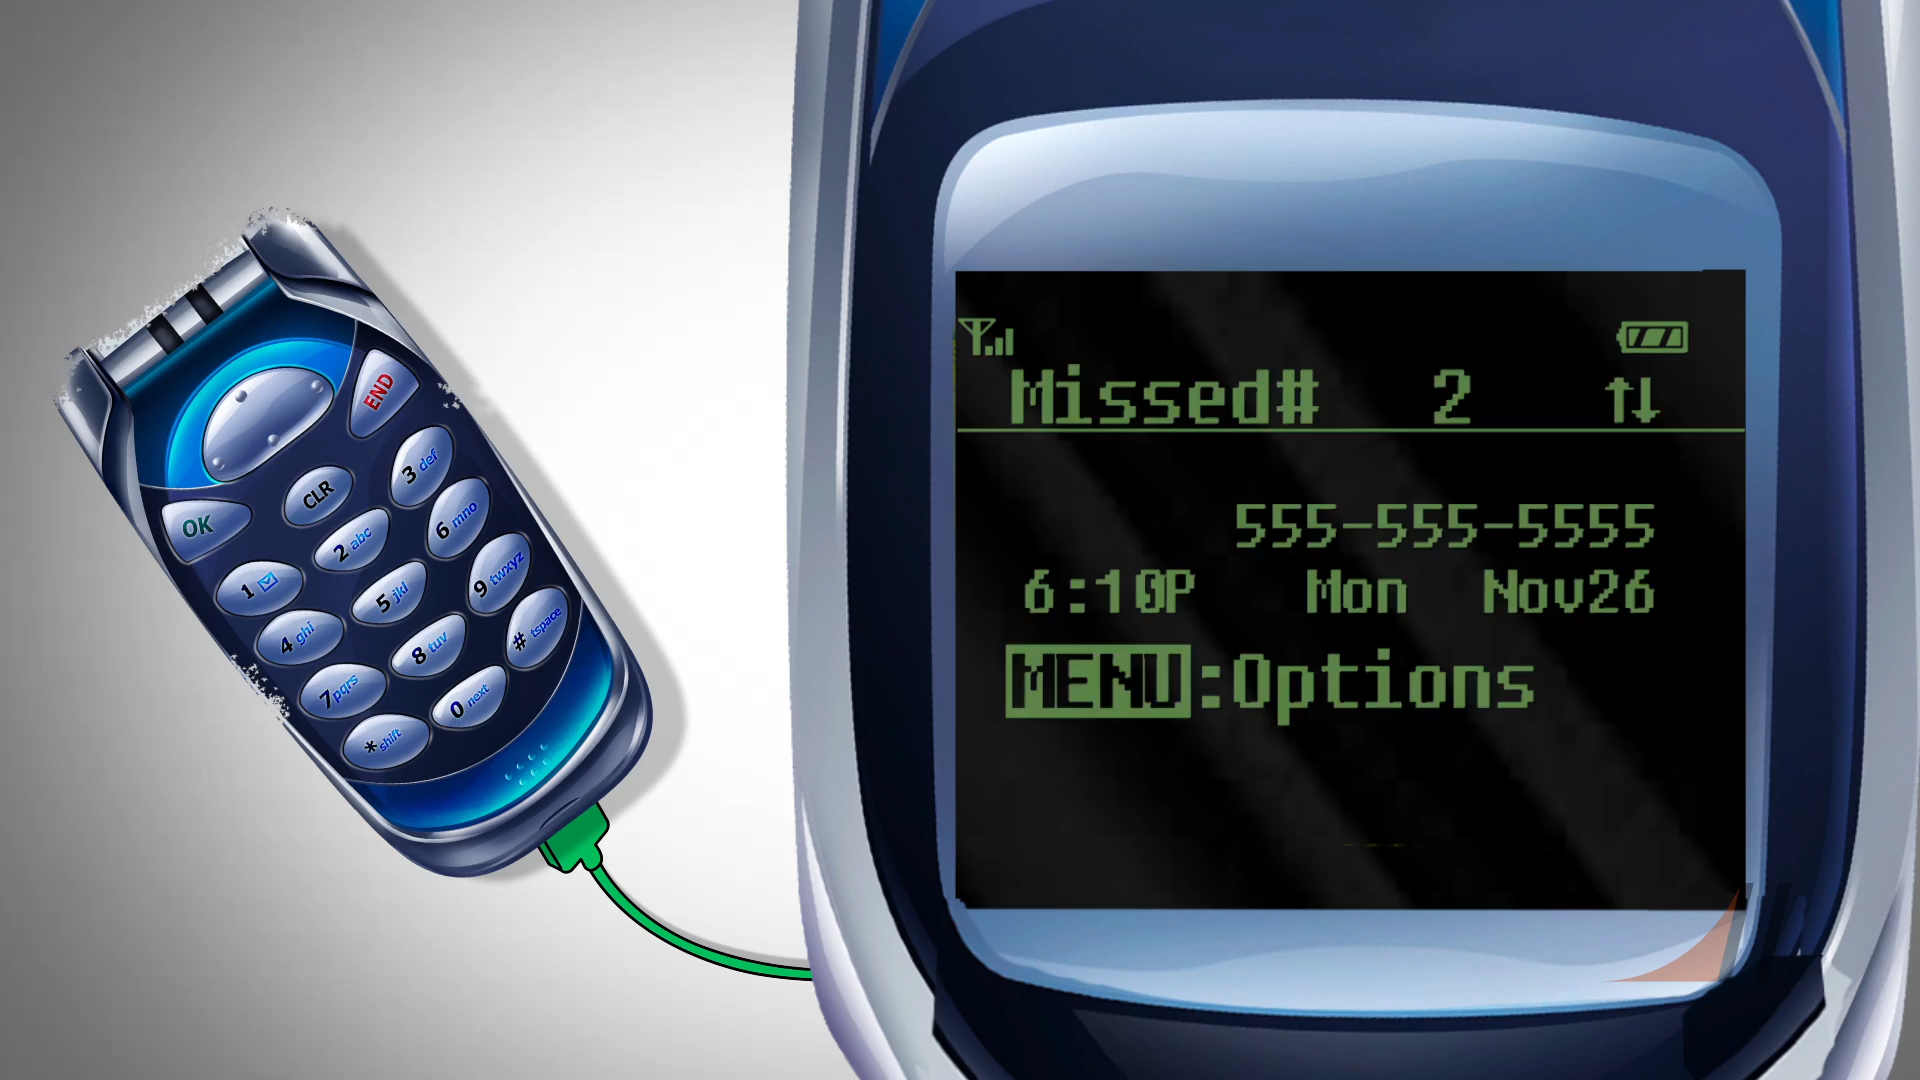 END
OK
CLR
3 def
2 abc
6 mno
1
5 jkl
9 twxyz
4 ghi
8 tuv
# tspace
7 pqrs
0 next
* shift
Missed# 2 ↑↓
555-555-5555
6:10P Mon Nov26
MENU:Options